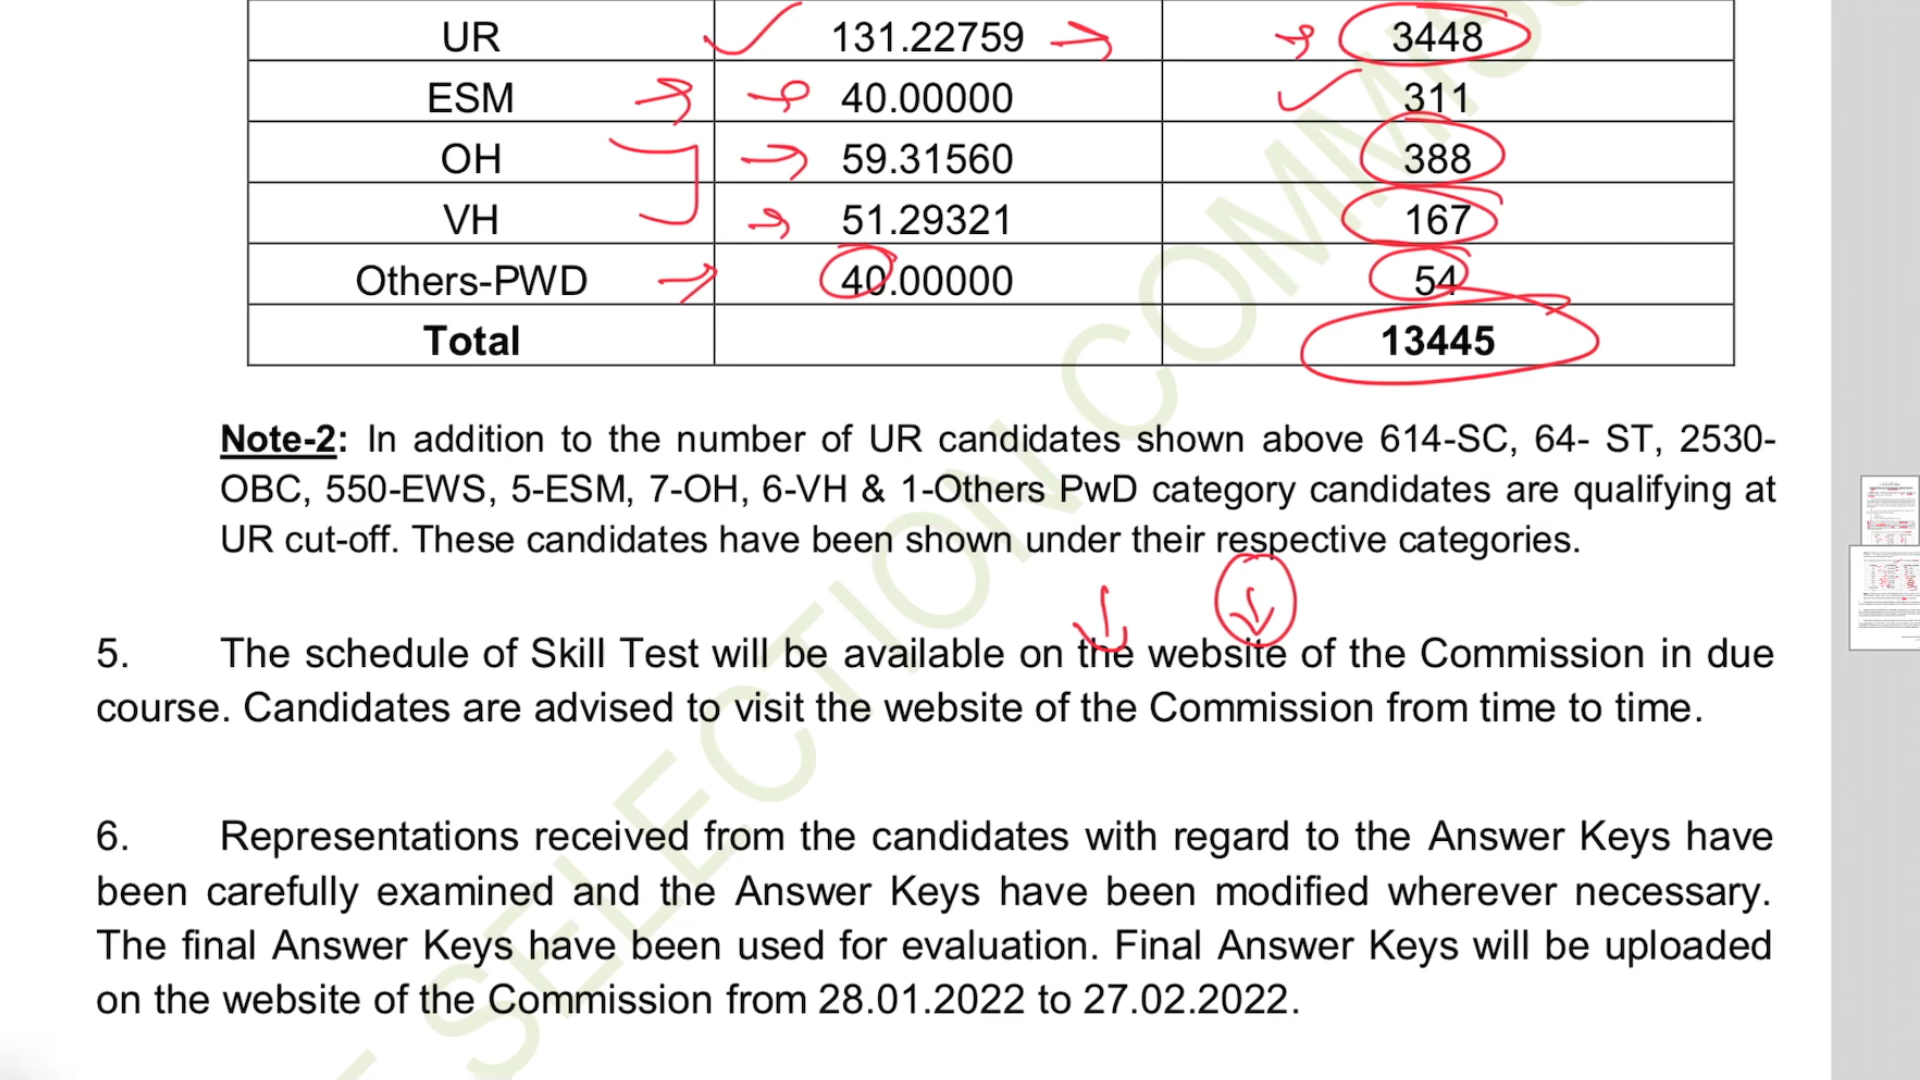 UR 131.22759 3448
ESM 40.00000 311
OH 59.31560 388
VH 51.29321 167
Others-PWD 40.00000 54
Total 13445
Note-2: In addition to the number of UR candidates shown above 614-SC, 64- ST, 2530-
OBC, 550-EWS, 5-ESM, 7-OH, 6-VH & 1-Others PwD category candidates are qualifying at
UR cut-off. These candidates have been shown under their respective categories.
5. The schedule of Skill Test will be available on the website of the Commission in due
course. Candidates are advised to visit the website of the Commission from time to time.
6. Representations received from the candidates with regard to the Answer Keys have
been carefully examined and the Answer Keys have been modified wherever necessary.
The final Answer Keys have been used for evaluation. Final Answer Keys will be uploaded
on the website of the Commission from 28.01.2022 to 27.02.2022.
SELECTION COMMISS